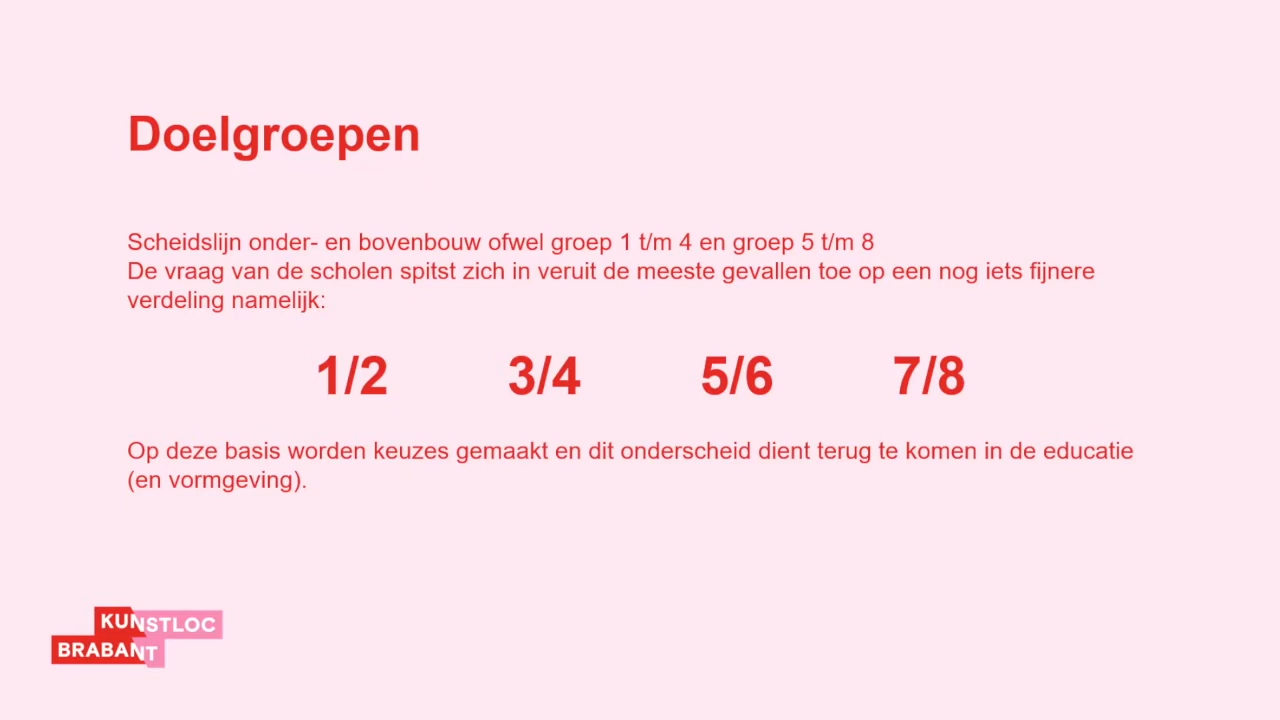 Doelgroepen
Scheidslijn onder- en bovenbouw ofwel groep 1 t/m 4 en groep 5 t/m 8
De vraag van de scholen spitst zich in veruit de meeste gevallen toe op een nog iets fijnere
verdeling namelijk:
1/2 3/4 5/6 7/8
Op deze basis worden keuzes gemaakt en dit onderscheid dient terug te komen in de educatie
(en vormgeving).
KUNSTLOC
BRABANT